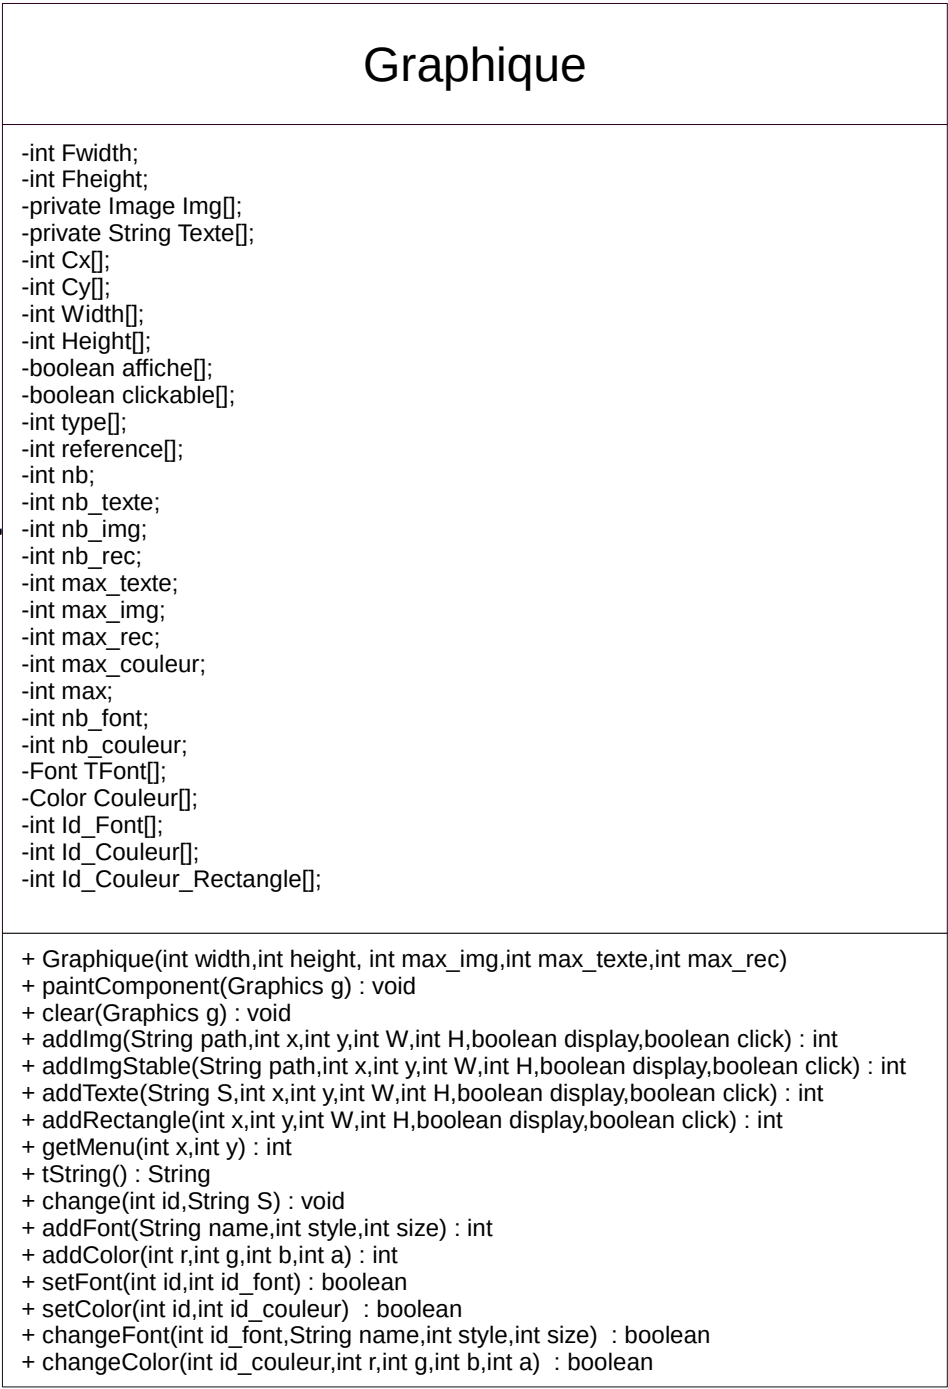 Graphique
-int Fwidth;
-int Fheight;
-private Image Img[];
-private String Texte[];
-int Cx[];
-int Cy[];
-int Width[];
-int Height[];
-boolean affiche[];
-boolean clickable[];
-int type[];
-int reference[];
-int nb;
-int nb_texte;
-int nb_img;
-int nb_rec;
-int max_texte;
-int max_img;
-int max_rec;
-int max_couleur;
-int max;
-int nb_font;
-int nb_couleur;
-Font TFont[];
-Color Couleur[];
-int Id_Font[];
-int Id_Couleur[];
-int Id_Couleur_Rectangle[];
+ Graphique(int width,int height, int max_img,int max_texte,int max_rec)
+ paintComponent(Graphics g) : void
+ clear(Graphics g) : void
+ addImg(String path,int x,int y,int W,int H,boolean display,boolean click) : int
+ addImgStable(String path,int x,int y,int W,int H,boolean display,boolean click) : int
+ addTexte(String S,int x,int y,int W,int H,boolean display,boolean click) : int
+ addRectangle(int x,int y,int W,int H,boolean display,boolean click) : int
+ getMenu(int x,int y) : int
+ tString() : String
+ change(int id,String S) : void
+ addFont(String name,int style,int size) : int
+ addColor(int r,int g,int b,int a) : int
+ setFont(int id,int id_font) : boolean
+ setColor(int id,int id_couleur)  : boolean
+ changeFont(int id_font,String name,int style,int size)  : boolean
+ changeColor(int id_couleur,int r,int g,int b,int a)  : boolean